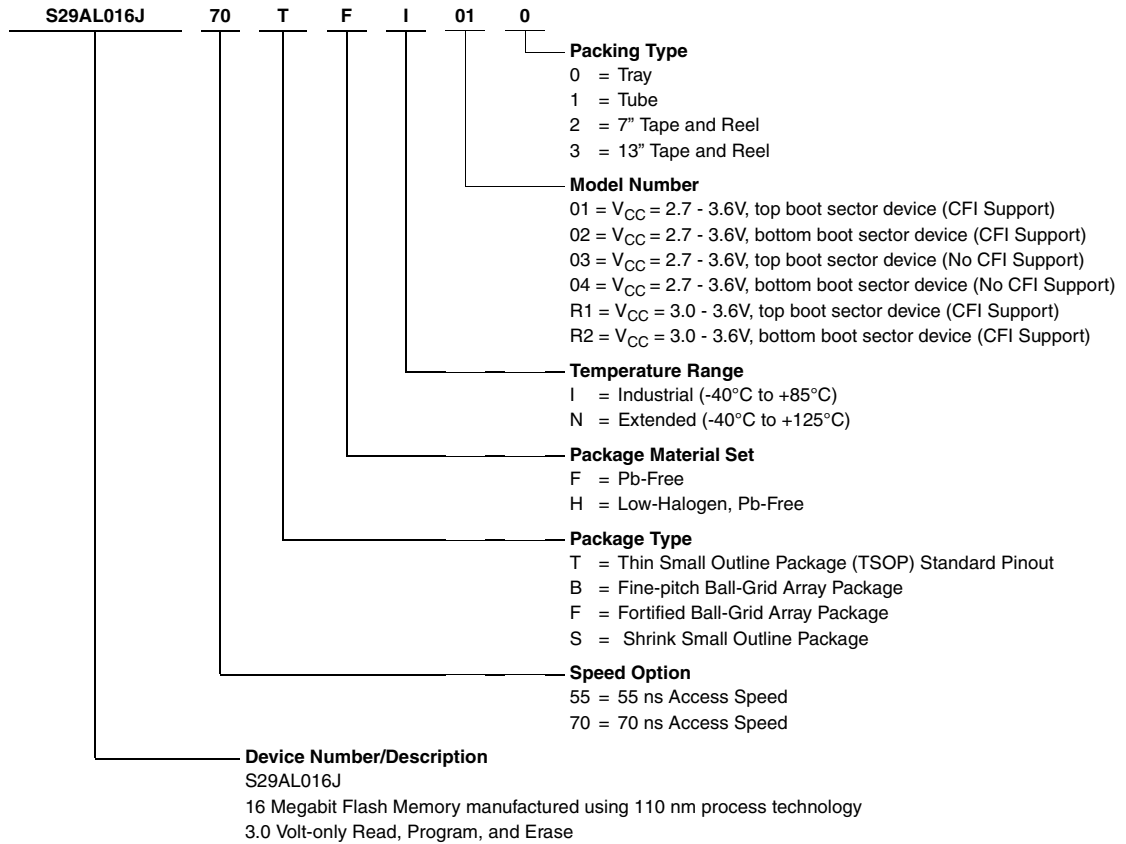 S29AL016J 70 T F I 01 0
Packing Type
0 = Tray
1 = Tube
2 = 7” Tape and Reel
3 = 13” Tape and Reel
Model Number
01 = VCC = 2.7 - 3.6V, top boot sector device (CFI Support)
02 = VCC = 2.7 - 3.6V, bottom boot sector device (CFI Support)
03 = VCC = 2.7 - 3.6V, top boot sector device (No CFI Support)
04 = VCC = 2.7 - 3.6V, bottom boot sector device (No CFI Support)
R1 = VCC = 3.0 - 3.6V, top boot sector device (CFI Support)
R2 = VCC = 3.0 - 3.6V, bottom boot sector device (CFI Support)
Temperature Range
I = Industrial (-40°C to +85°C)
N = Extended (-40°C to +125°C)
Package Material Set
F = Pb-Free
H = Low-Halogen, Pb-Free
Package Type
T = Thin Small Outline Package (TSOP) Standard Pinout
B = Fine-pitch Ball-Grid Array Package
F = Fortified Ball-Grid Array Package
S = Shrink Small Outline Package
Speed Option
55 = 55 ns Access Speed
70 = 70 ns Access Speed
Device Number/Description
S29AL016J
16 Megabit Flash Memory manufactured using 110 nm process technology
3.0 Volt-only Read, Program, and Erase